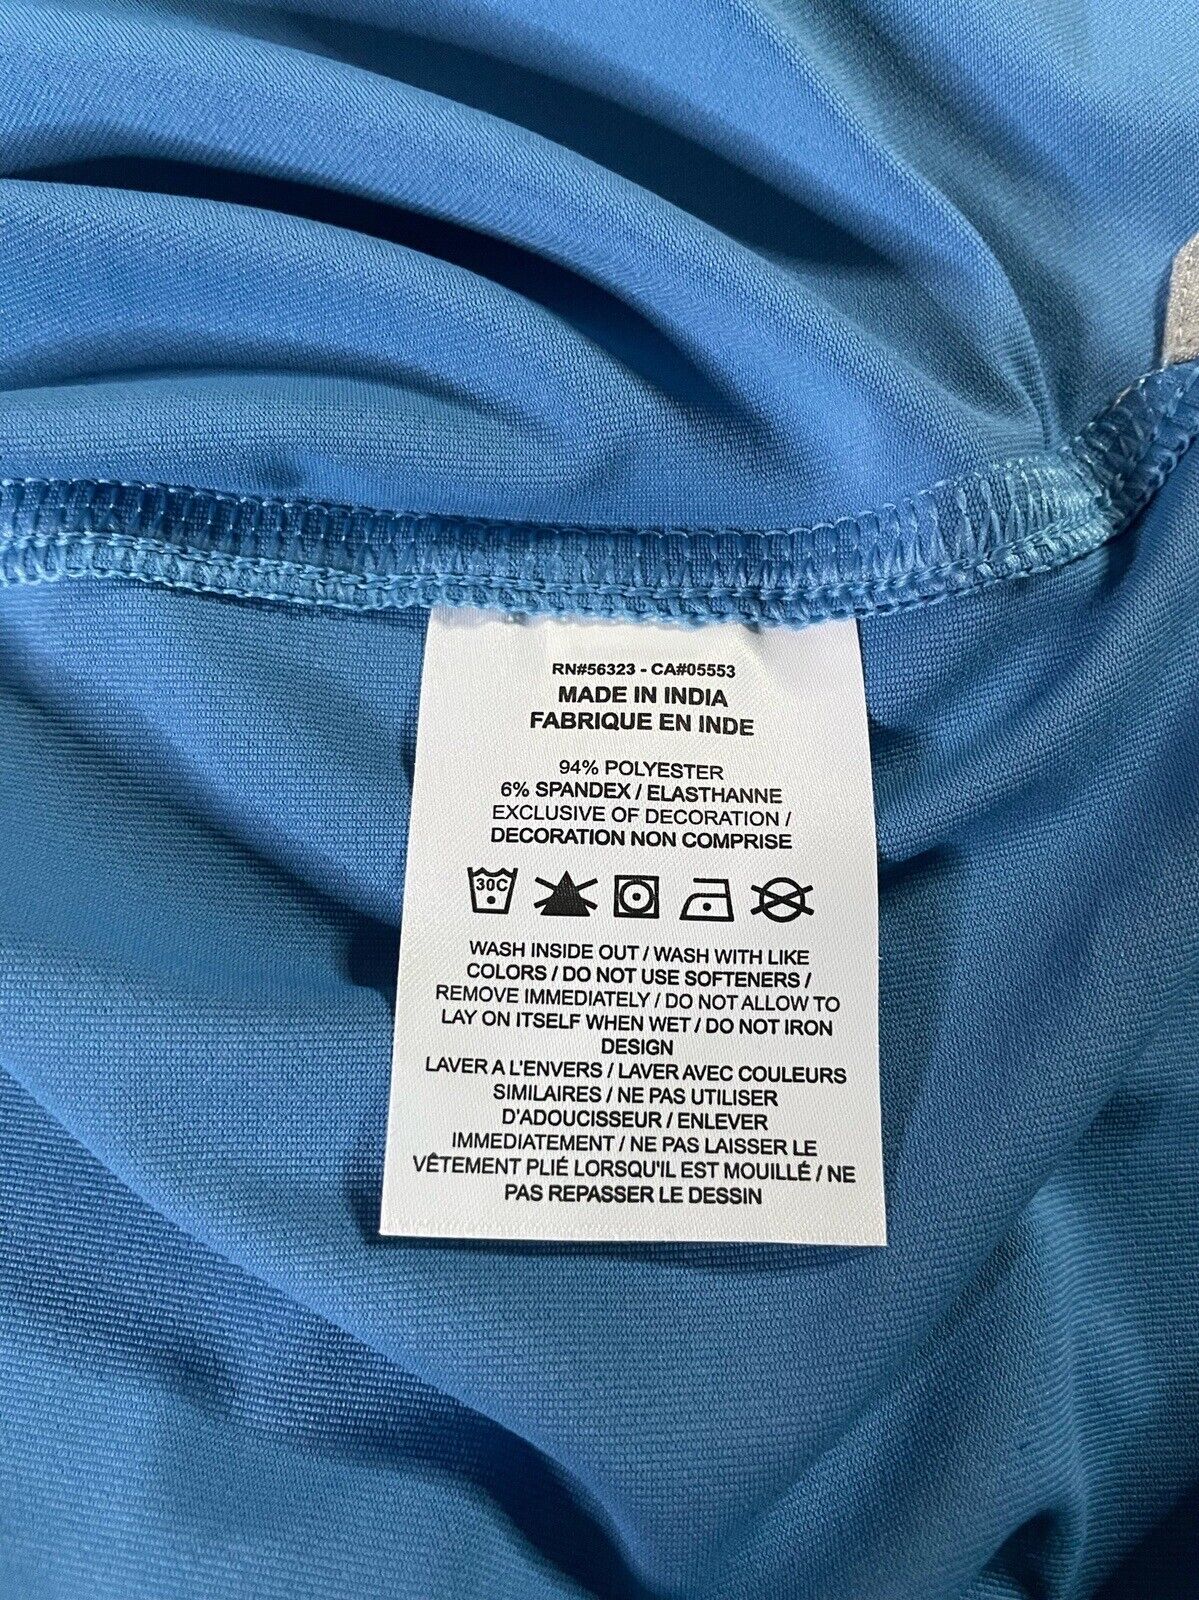 RN#56323 - CA#05553
MADE IN INDIA
FABRIQUE EN INDE
94% POLYESTER
6% SPANDEX / ELASTHANNE
EXCLUSIVE OF DECORATION /
DECORATION NON COMPRISE
30C
WASH INSIDE OUT / WASH WITH LIKE
COLORS / DO NOT USE SOFTENERS /
REMOVE IMMEDIATELY / DO NOT ALLOW TO
LAY ON ITSELF WHEN WET / DO NOT IRON
DESIGN
LAVER A L'ENVERS / LAVER AVEC COULEURS
SIMILAIRES / NE PAS UTILISER
D'ADOUCISSEUR / ENLEVER
IMMEDIATEMENT / NE PAS LAISSER LE
VÊTEMENT PLIÉ LORSQU'IL EST MOUILLÉ / NE
PAS REPASSER LE DESSIN